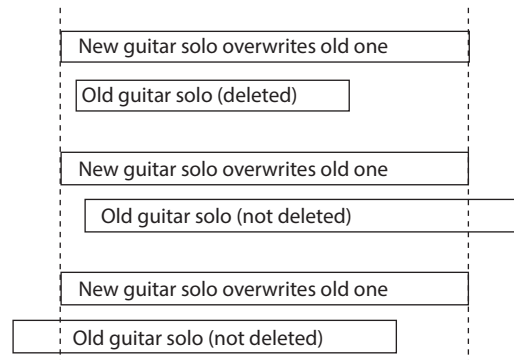 New guitar solo overwrites old one
Old guitar solo (deleted)
New guitar solo overwrites old one
Old guitar solo (not deleted)
New guitar solo overwrites old one
Old guitar solo (not deleted)